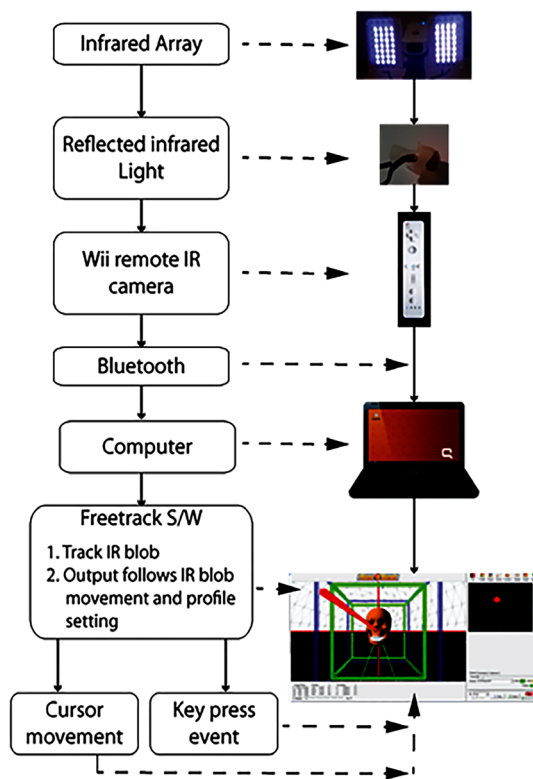 Infrared Array
Reflected infrared
Light
Wii remote IR
camera
Bluetooth
Computer
Freetrack S/W
1. Track IR blob
2. Output follows IR blob
movement and profile
setting
Cursor
movement
Key press
event